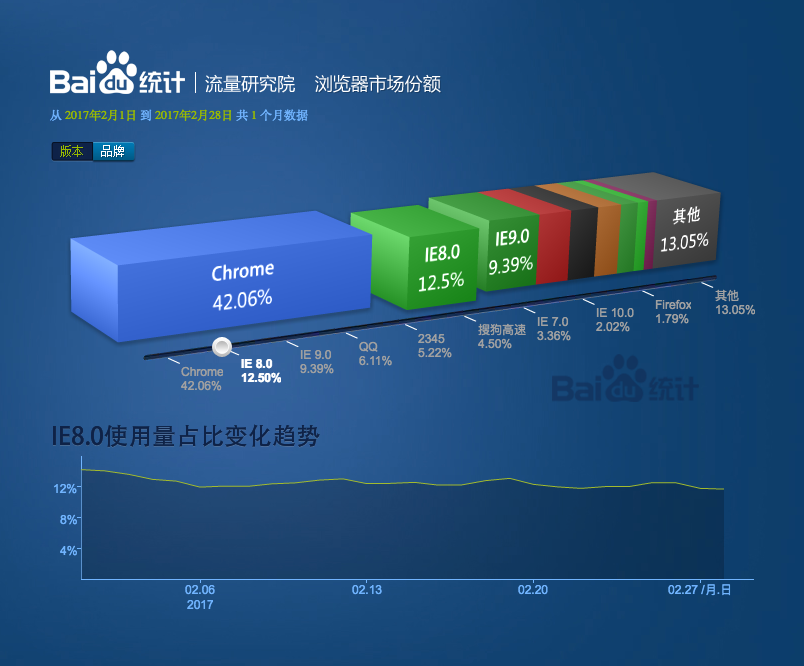 Bai du 统计 | 流量研究院 浏览器市场份额
从 2017年2月1日 到 2017年2月28日 共 1 个月数据
版本 品牌
Chrome
42.06%
IE8.0
12.5%
IE9.0
9.39%
其他
13.05%
Chrome
42.06%
IE 8.0
12.50%
IE 9.0
9.39%
QQ
6.11%
2345
5.22%
搜狗高速
4.50%
IE 7.0
3.36%
IE 10.0
2.02%
Firefox
1.79%
其他
13.05%
Bai du 统计
IE8.0使用量占比变化趋势
12%
8%
4%
02.06
2017
02.13
02.20
02.27 /月.日